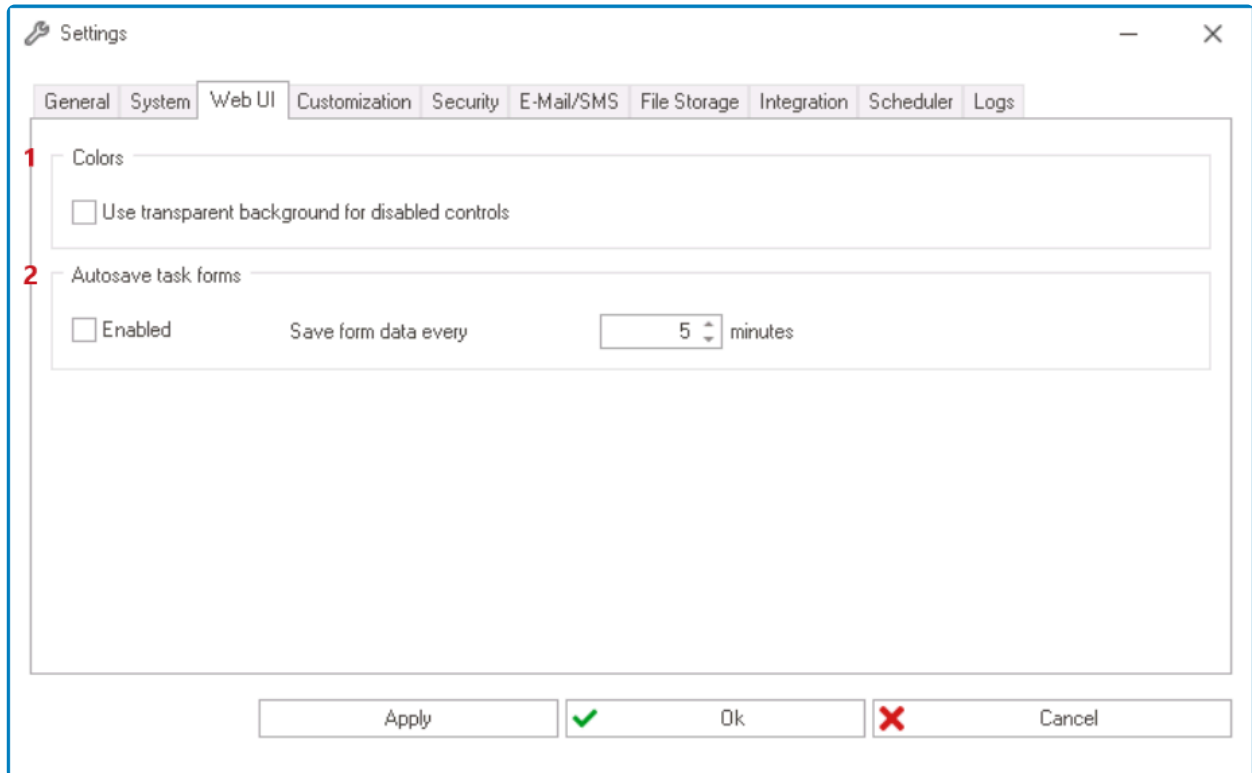 Settings
General System Web UI Customization Security E-Mail/SMS File Storage Integration Scheduler Logs
1 Colors
Use transparent background for disabled controls
2 Autosave task forms
Enabled Save form data every 5 minutes
Apply Ok Cancel